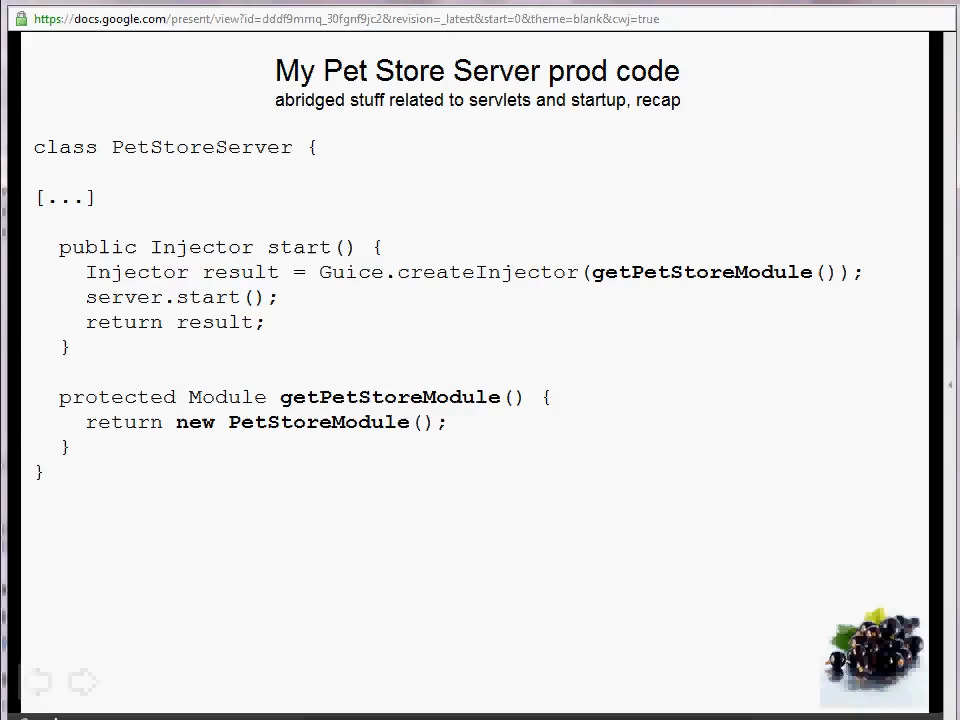 https://docs.google.com/present/view?id=dddf9mmq_30fgnf9jc2&revision=_latest&start=0&theme=blank&cwj=true
My Pet Store Server prod code
abridged stuff related to servlets and startup, recap
class PetStoreServer {
[...]
public Injector start() {
Injector result = Guice.createInjector(getPetStoreModule());
server.start();
return result;
}
protected Module getPetStoreModule() {
return new PetStoreModule();
}
}